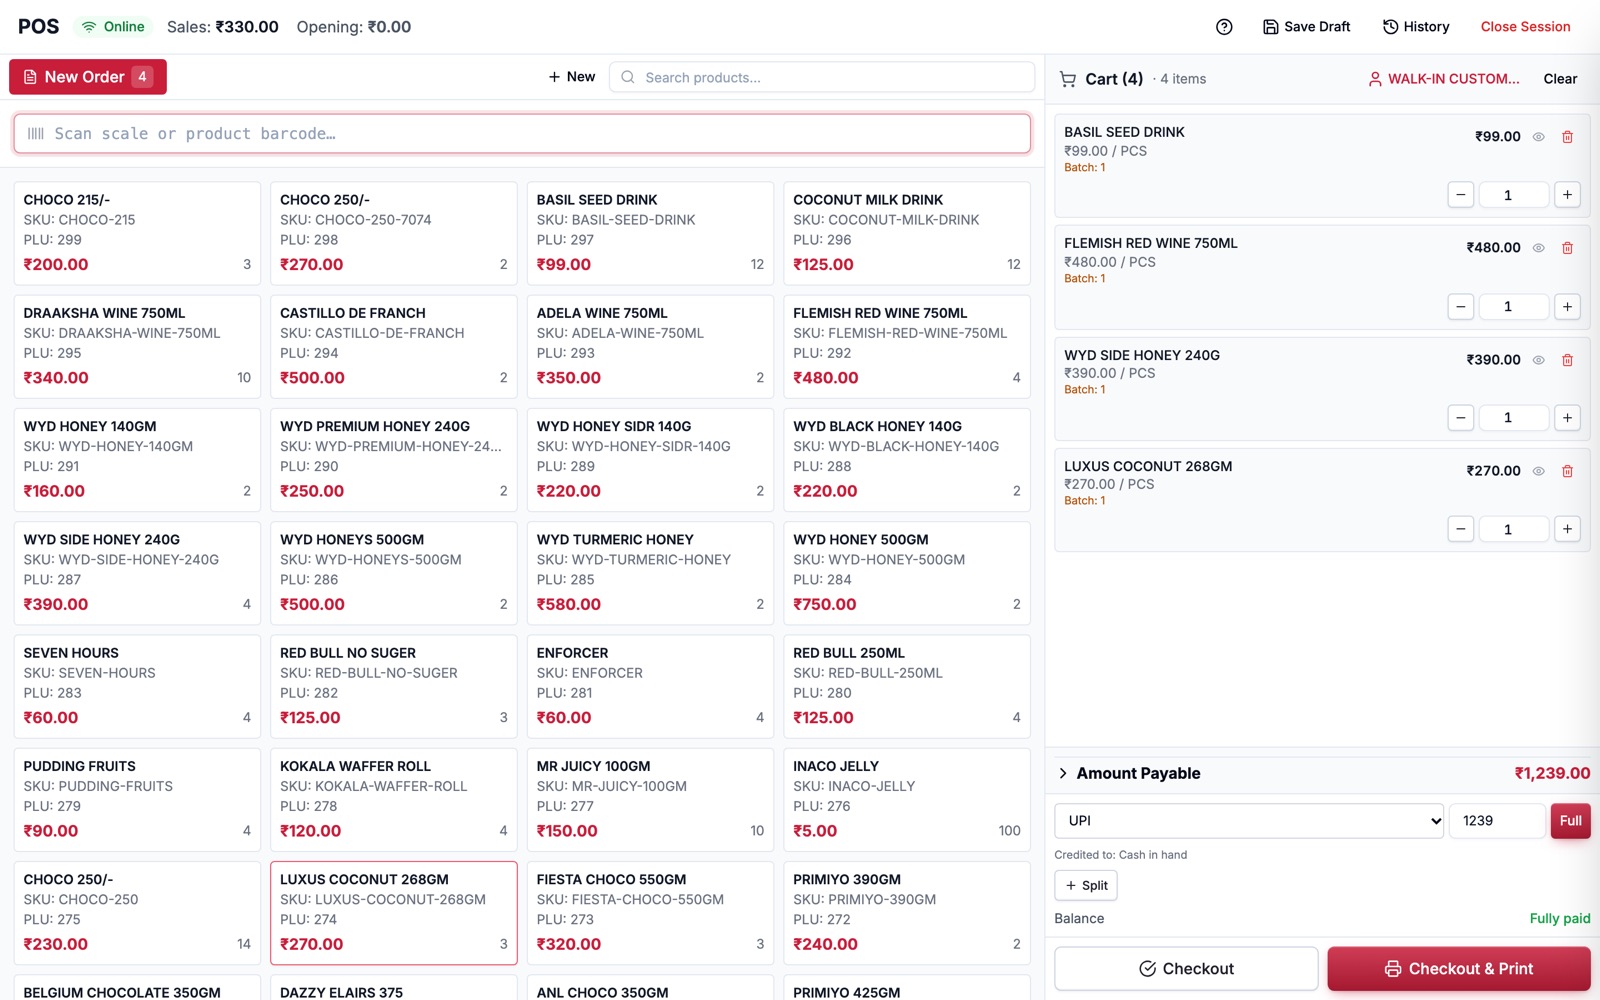 POS
Online
Sales: ₹330.00
Opening: ₹0.00
Save Draft
History
Close Session
New Order 4
New
Search products...
Scan scale or product barcode…
CHOCO 215/-
SKU: CHOCO-215
PLU: 299
₹200.00 3
CHOCO 250/-
SKU: CHOCO-250-7074
PLU: 298
₹270.00 2
BASIL SEED DRINK
SKU: BASIL-SEED-DRINK
PLU: 297
₹99.00 12
COCONUT MILK DRINK
SKU: COCONUT-MILK-DRINK
PLU: 296
₹125.00 12
DRAAKSHA WINE 750ML
SKU: DRAAKSHA-WINE-750ML
PLU: 295
₹340.00 10
CASTILLO DE FRANCH
SKU: CASTILLO-DE-FRANCH
PLU: 294
₹500.00 2
ADELA WINE 750ML
SKU: ADELA-WINE-750ML
PLU: 293
₹350.00 2
FLEMISH RED WINE 750ML
SKU: FLEMISH-RED-WINE-750ML
PLU: 292
₹480.00 4
WYD HONEY 140GM
SKU: WYD-HONEY-140GM
PLU: 291
₹160.00 2
WYD PREMIUM HONEY 240G
SKU: WYD-PREMIUM-HONEY-24...
PLU: 290
₹250.00 2
WYD HONEY SIDR 140G
SKU: WYD-HONEY-SIDR-140G
PLU: 289
₹220.00 2
WYD BLACK HONEY 140G
SKU: WYD-BLACK-HONEY-140G
PLU: 288
₹220.00 2
WYD SIDE HONEY 240G
SKU: WYD-SIDE-HONEY-240G
PLU: 287
₹390.00 4
WYD HONEYS 500GM
SKU: WYD-HONEYS-500GM
PLU: 286
₹500.00 2
WYD TURMERIC HONEY
SKU: WYD-TURMERIC-HONEY
PLU: 285
₹580.00 2
WYD HONEY 500GM
SKU: WYD-HONEY-500GM
PLU: 284
₹750.00 2
SEVEN HOURS
SKU: SEVEN-HOURS
PLU: 283
₹60.00 4
RED BULL NO SUGER
SKU: RED-BULL-NO-SUGER
PLU: 282
₹125.00 3
ENFORCER
SKU: ENFORCER
PLU: 281
₹60.00 4
RED BULL 250ML
SKU: RED-BULL-250ML
PLU: 280
₹125.00 4
PUDDING FRUITS
SKU: PUDDING-FRUITS
PLU: 279
₹90.00 4
KOKALA WAFFER ROLL
SKU: KOKALA-WAFFER-ROLL
PLU: 278
₹120.00 4
MR JUICY 100GM
SKU: MR-JUICY-100GM
PLU: 277
₹150.00 10
INACO JELLY
SKU: INACO-JELLY
PLU: 276
₹5.00 100
CHOCO 250/-
SKU: CHOCO-250
PLU: 275
₹230.00 14
LUXUS COCONUT 268GM
SKU: LUXUS-COCONUT-268GM
PLU: 274
₹270.00 3
FIESTA CHOCO 550GM
SKU: FIESTA-CHOCO-550GM
PLU: 273
₹320.00 3
PRIMIYO 390GM
SKU: PRIMIYO-390GM
PLU: 272
₹240.00 2
BELGIUM CHOCOLATE 350GM
DAZZY ELAIRS 375
ANL CHOCO 350GM
PRIMIYO 425GM
Cart (4) · 4 items
WALK-IN CUSTOM...
Clear
BASIL SEED DRINK
₹99.00
₹99.00 / PCS
Batch: 1
1
FLEMISH RED WINE 750ML
₹480.00
₹480.00 / PCS
Batch: 1
1
WYD SIDE HONEY 240G
₹390.00
₹390.00 / PCS
Batch: 1
1
LUXUS COCONUT 268GM
₹270.00
₹270.00 / PCS
Batch: 1
1
Amount Payable ₹1,239.00
UPI
1239
Full
Credited to: Cash in hand
+ Split
Balance Fully paid
Checkout
Checkout & Print